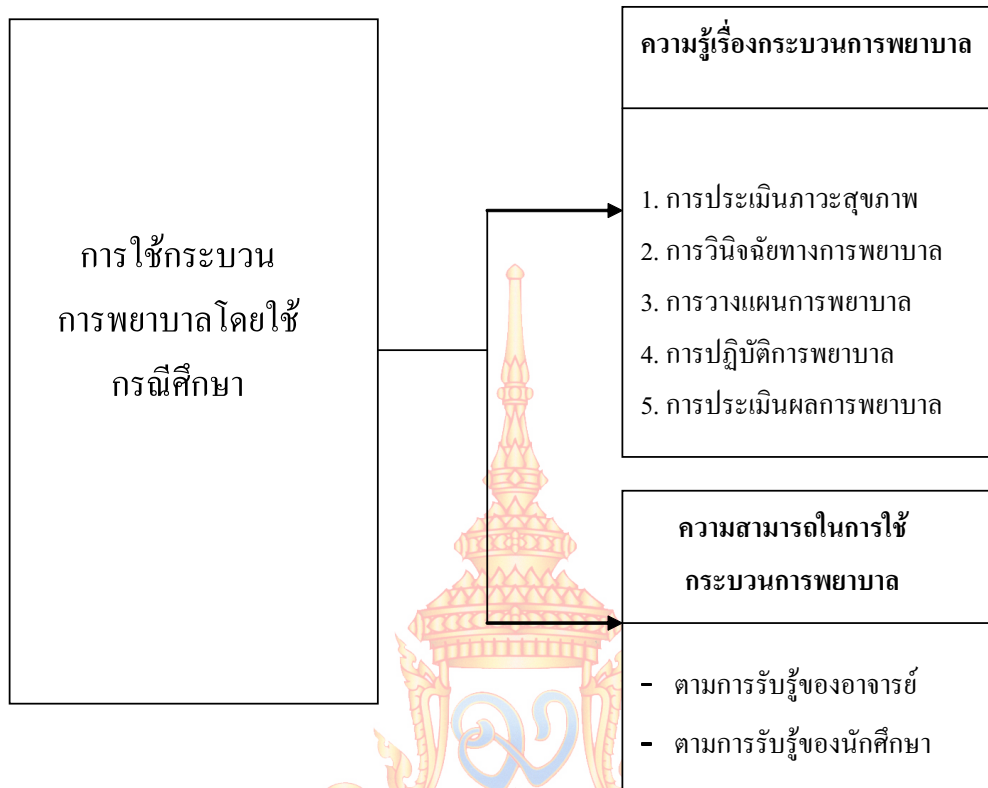 การใช้กระบวน
การพยาบาลโดยใช้
กรณีศึกษา
ความรู้เรื่องกระบวนการพยาบาล
1. การประเมินภาวะสุขภาพ
2. การวินิจฉัยทางการพยาบาล
3. การวางแผนการพยาบาล
4. การปฏิบัติการพยาบาล
5. การประเมินผลการพยาบาล
ความสามารถในการใช้
กระบวนการพยาบาล
- ตามการรับรู้ของอาจารย์
- ตามการรับรู้ของนักศึกษา